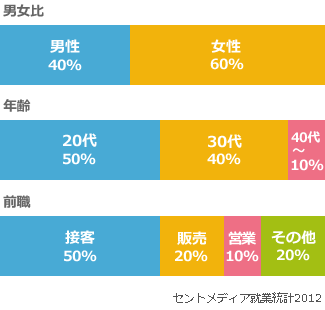 男女比
男性 女性
40% 60%
年齢
20代 30代 40代
50% 40% ～
10%
前職
接客 販売 営業 その他
50% 20% 10% 20%
セントメディア就業統計2012